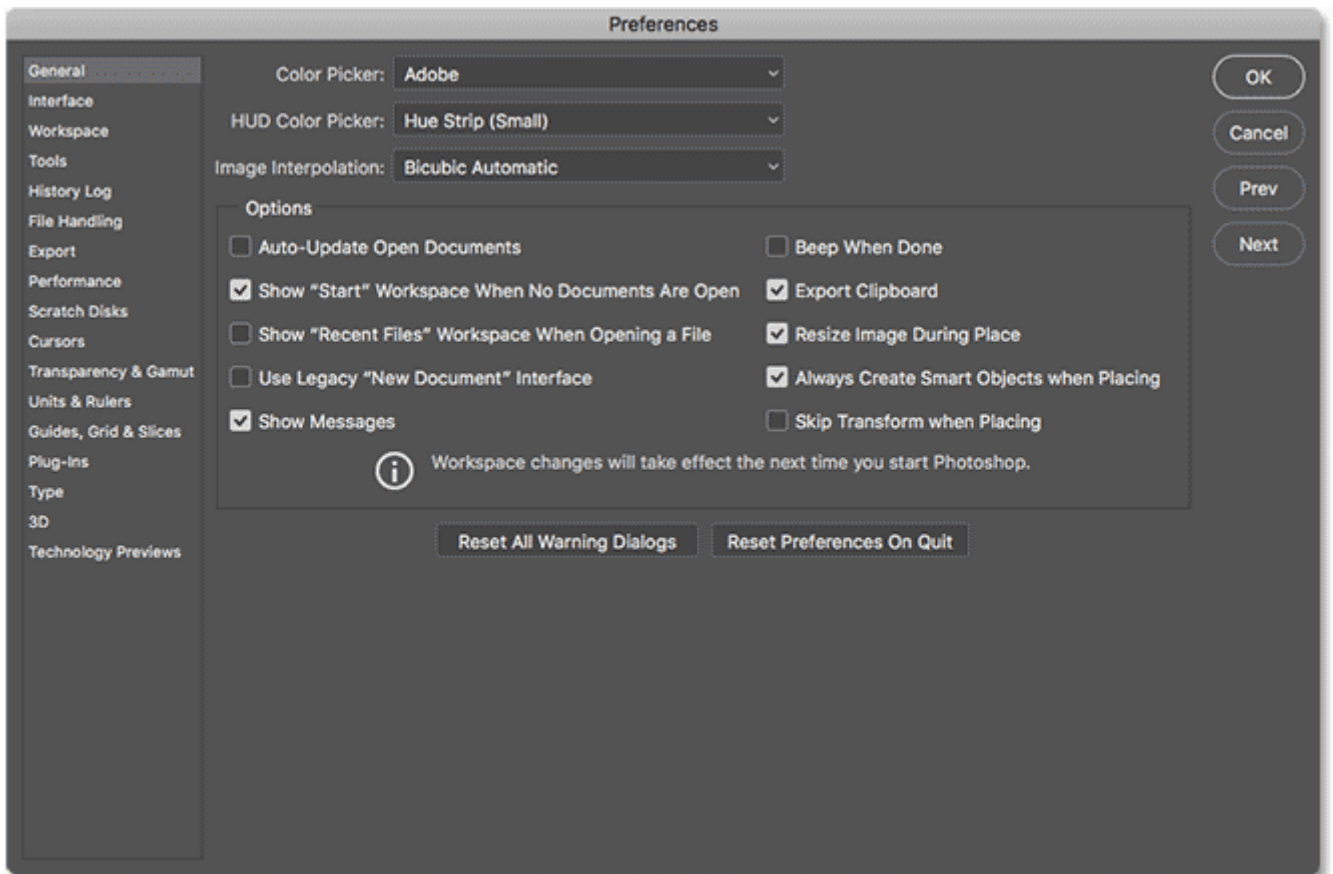 Preferences
General
Interface
Workspace
Tools
History Log
File Handling
Export
Performance
Scratch Disks
Cursors
Transparency & Gamut
Units & Rulers
Guides, Grid & Slices
Plug-Ins
Type
3D
Technology Previews
Color Picker: Adobe
HUD Color Picker: Hue Strip (Small)
Image Interpolation: Bicubic Automatic
Options
Auto-Update Open Documents
Show “Start” Workspace When No Documents Are Open
Show “Recent Files” Workspace When Opening a File
Use Legacy “New Document” Interface
Show Messages
Beep When Done
Export Clipboard
Resize Image During Place
Always Create Smart Objects when Placing
Skip Transform when Placing
Workspace changes will take effect the next time you start Photoshop.
Reset All Warning Dialogs
Reset Preferences On Quit
OK
Cancel
Prev
Next